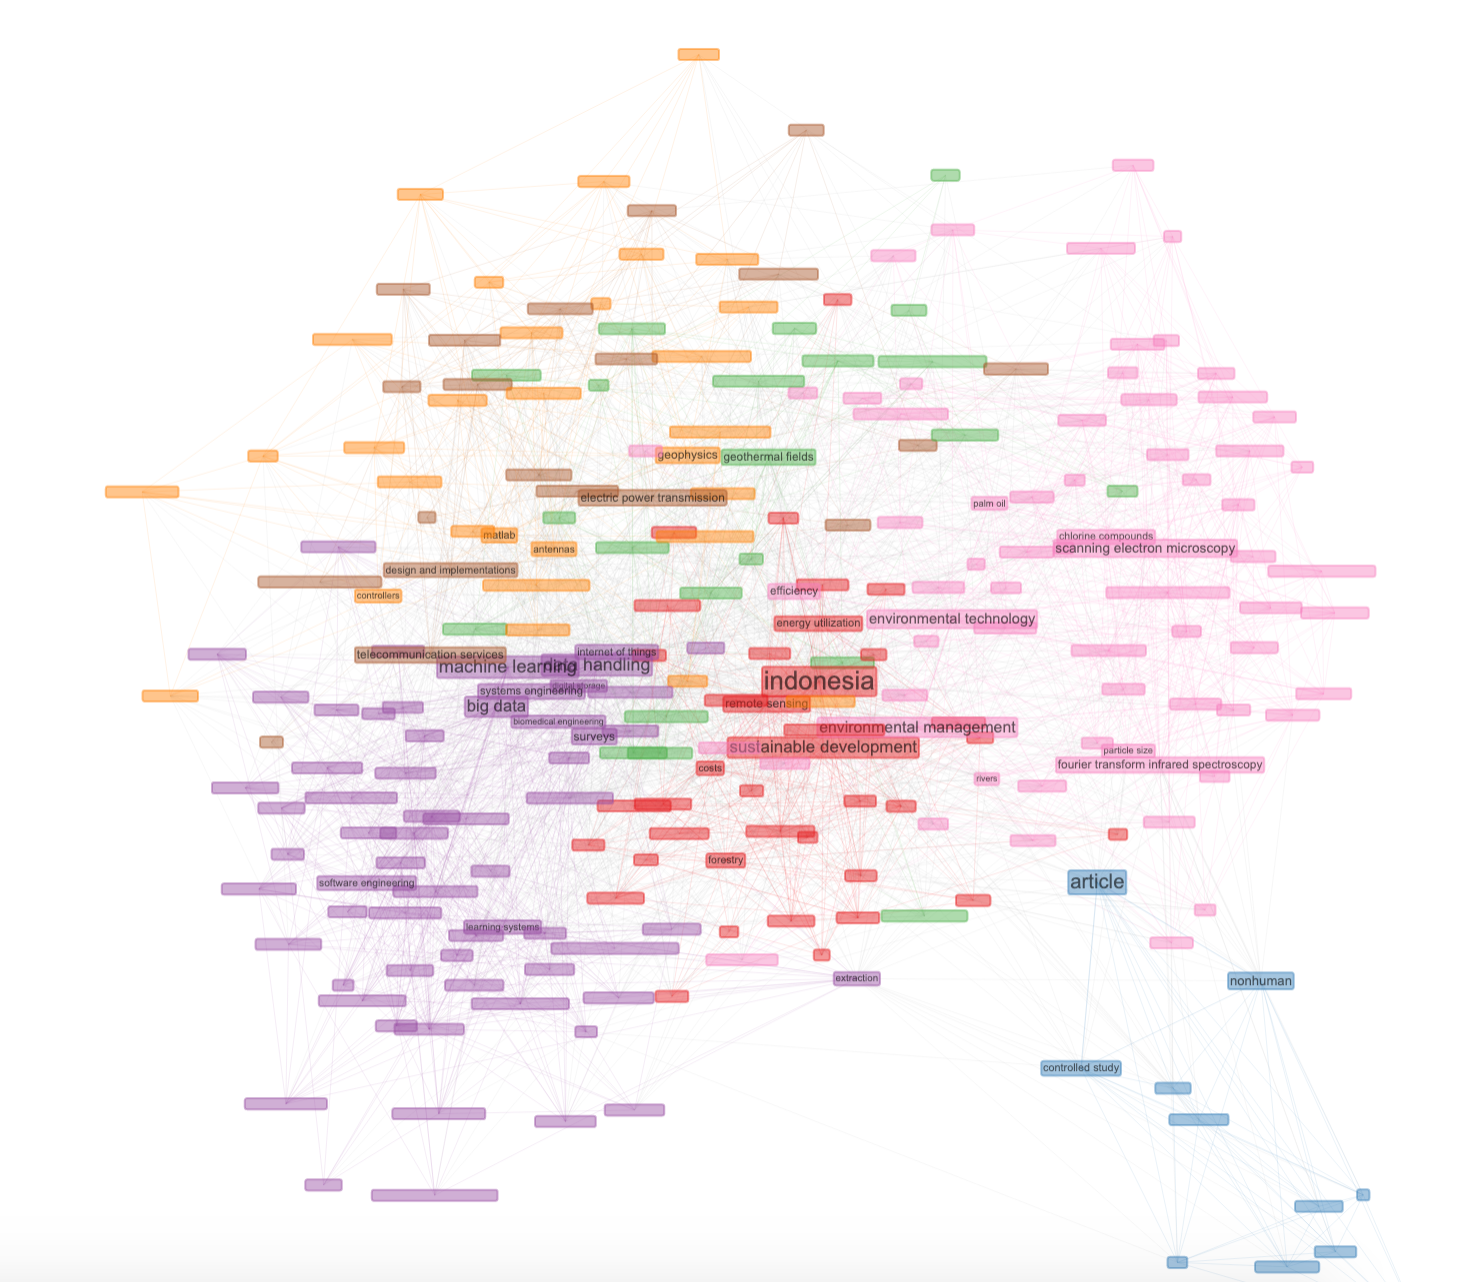 geophysics
geothermal fields
electric power transmission
palm oil
matlab
chlorine compounds
antennas
scanning electron microscopy
design and implementations
efficiency
controllers
environmental technology
energy utilization
internet of things
telecommunication services
machine learning
data handling
indonesia
digital storage
systems engineering
remote sensing
big data
biomedical engineering
environmental management
surveys
sustainable development
particle size
costs
fourier transform infrared spectroscopy
rivers
forestry
software engineering
article
learning systems
extraction
nonhuman
controlled study